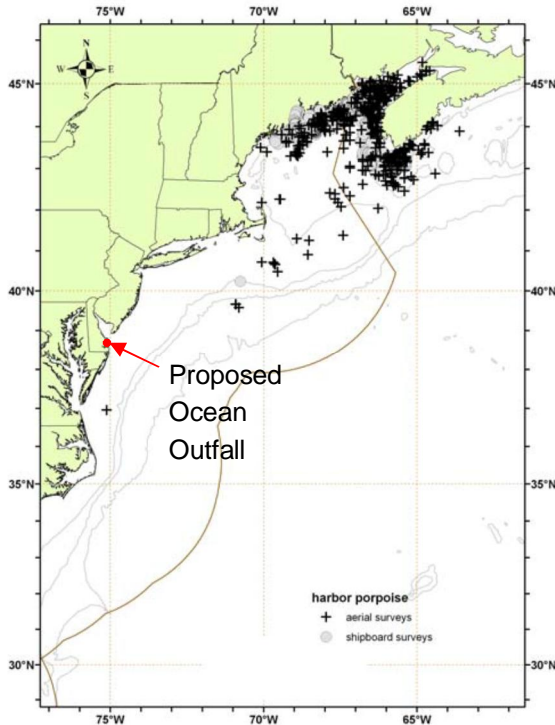 75°W 70°W 65°W
N
W E
S
45°N 45°N
40°N 40°N
Proposed
Ocean
Outfall
35°N 35°N
harbor porpoise
aerial surveys
shipboard surveys
30°N 30°N
75°W 70°W 65°W